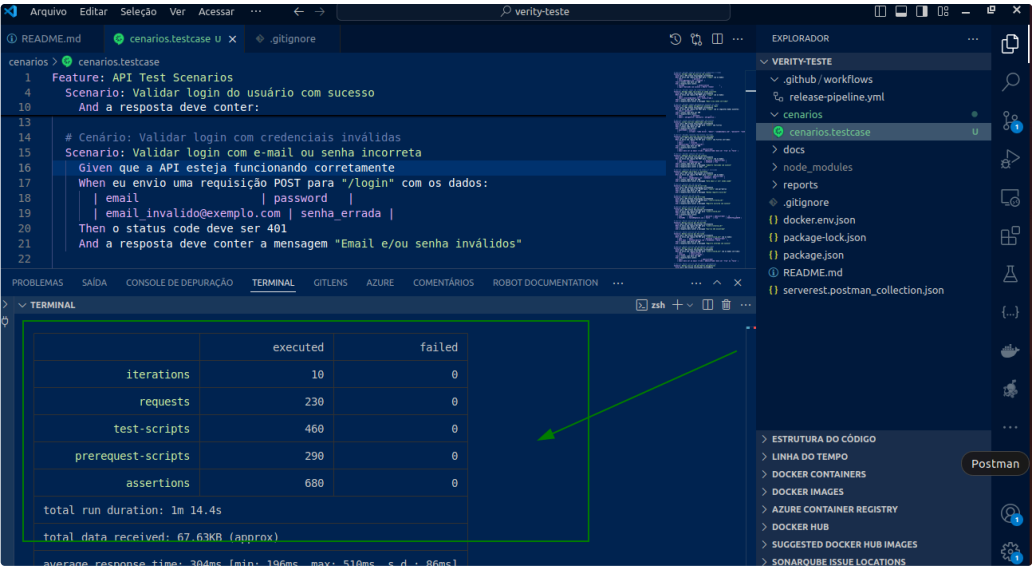 Arquivo Editar Seleção Ver Acessar ··· verity-teste
README.md cenarios.testcase U .gitignore
cenarios > cenarios.testcase
1 Feature: API Test Scenarios
4 Scenario: Validar login do usuário com sucesso
10 And a resposta deve conter:
13
14 # Cenário: Validar login com credenciais inválidas
15 Scenario: Validar login com e-mail ou senha incorreta
16 Given que a API esteja funcionando corretamente
17 When eu envio uma requisição POST para "/login" com os dados:
18 | email | password |
19 | email_invalido@exemplo.com | senha_errada |
20 Then o status code deve ser 401
21 And a resposta deve conter a mensagem "Email e/ou senha inválidos"
22
PROBLEMAS SAÍDA CONSOLE DE DEPURAÇÃO TERMINAL GITLENS AZURE COMENTÁRIOS ROBOT DOCUMENTATION ···
TERMINAL zsh
executed failed
iterations 10 0
requests 230 0
test-scripts 460 0
prerequest-scripts 290 0
assertions 680 0
total run duration: 1m 14.4s
total data received: 67.63KB (approx)
average response time: 304ms [min: 196ms, max: 510ms, s.d.: 86ms]
EXPLORADOR
VERITY-TESTE
.github/workflows
release-pipeline.yml
cenarios
cenarios.testcase U
docs
node_modules
reports
.gitignore
docker.env.json
package-lock.json
package.json
README.md
serverest.postman_collection.json
ESTRUTURA DO CÓDIGO
LINHA DO TEMPO
DOCKER CONTAINERS
DOCKER IMAGES
AZURE CONTAINER REGISTRY
DOCKER HUB
SUGGESTED DOCKER HUB IMAGES
SONARQUBE ISSUE LOCATIONS
1
Postman
1
1